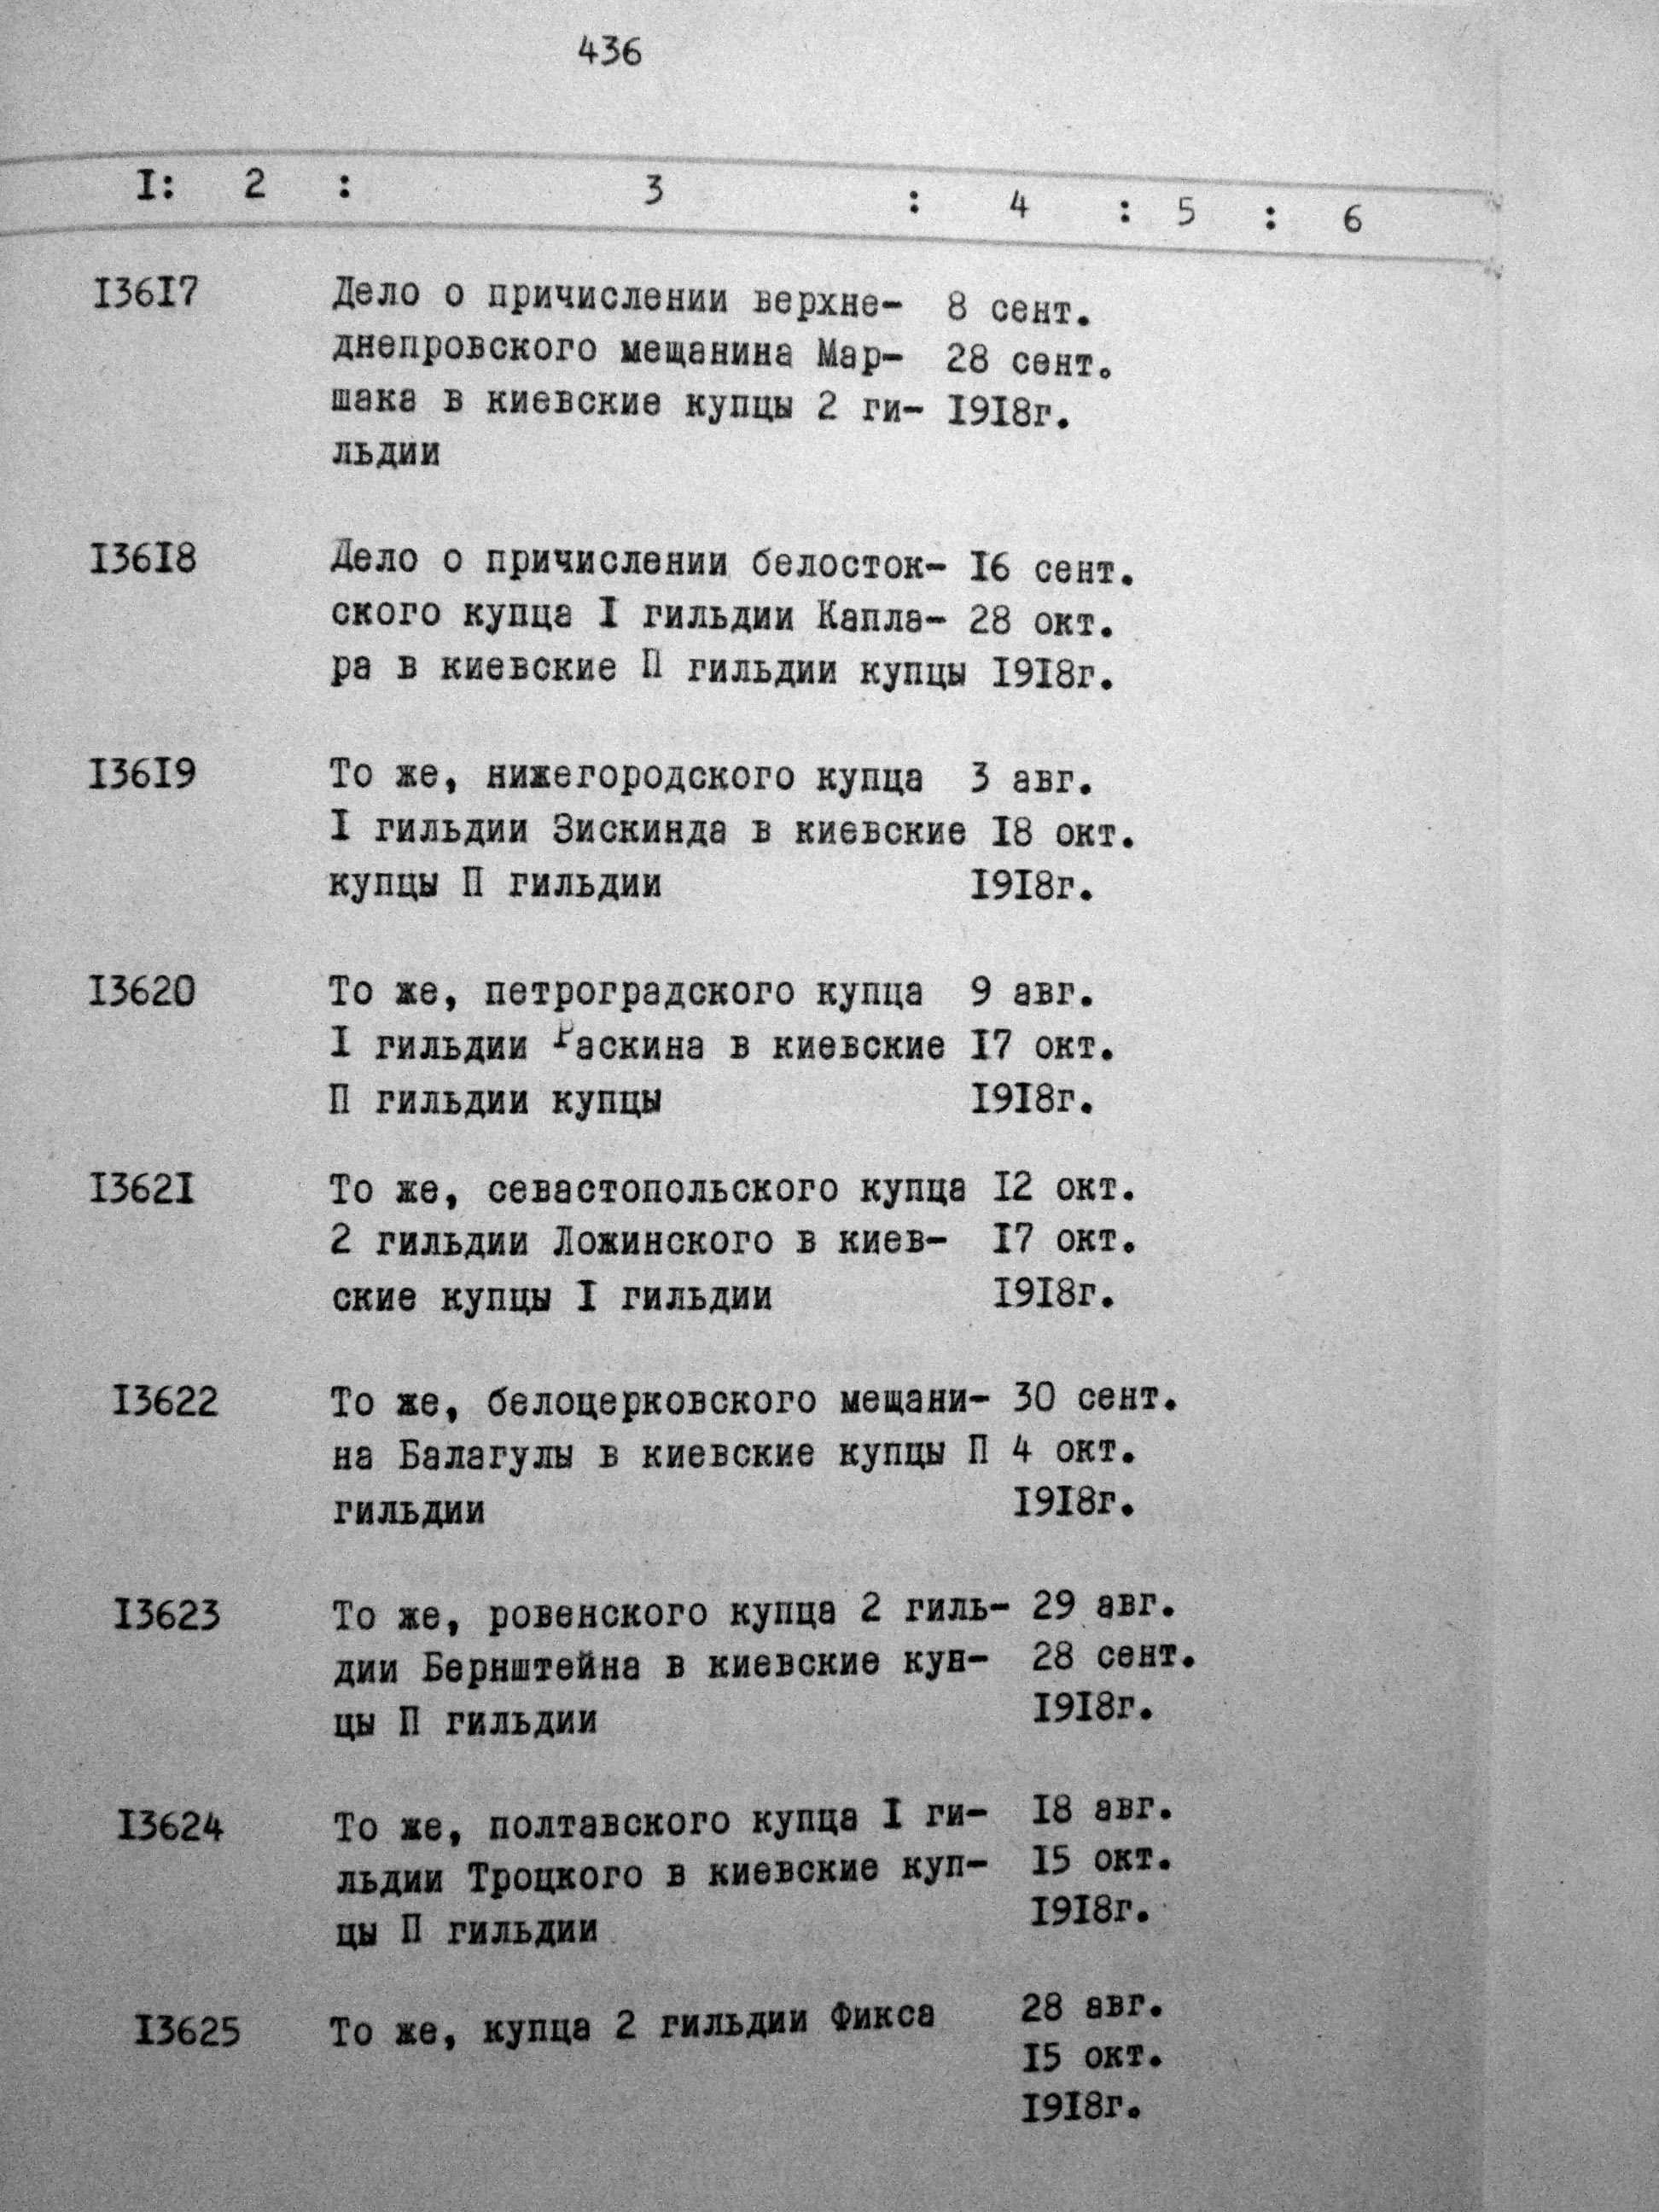 436
I: 2 : 3 : 4 : 5 : 6
I36I7 Дело о причислении верхне- 8 сент.
днепровского мещанина Мар- 28 сент.
шака в киевские купцы 2 ги- I9I8г.
льдии
I36I8 Дело о причислении белосток- I6 сент.
ского купца I гильдии Капла- 28 окт.
ра в киевские П гильдии купцы I9I8г.
I36I9 То же, нижегородского купца 3 авг.
I гильдии Зискинда в киевские I8 окт.
купцы П гильдии I9I8г.
I3620 То же, петроградского купца 9 авг.
I гильдии Раскина в киевские I7 окт.
П гильдии купцы I9I8г.
I362I То же, севастопольского купца I2 окт.
2 гильдии Ложинского в киев- I7 окт.
ские купцы I гильдии I9I8г.
I3622 То же, белоцерковского мещани- 30 сент.
на Балагулы в киевские купцы П 4 окт.
гильдии I9I8г.
I3623 То же, ровенского купца 2 гиль- 29 авг.
дии Бернштейна в киевские кун- 28 сент.
цы П гильдии I9I8г.
I3624 То же, полтавского купца I ги- I8 авг.
льдии Троцкого в киевские куп- I5 окт.
цы П гильдии I9I8г.
I3625 То же, купца 2 гильдии Фикса 28 авг.
I5 окт.
I9I8г.